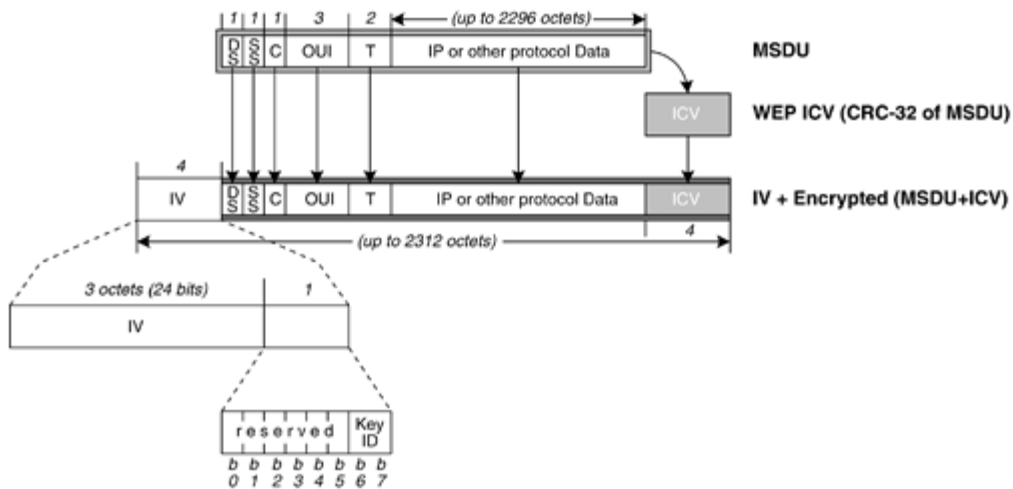 1 1 1 3 2 (up to 2296 octets)
DS SS C OUI T IP or other protocol Data MSDU
ICV WEP ICV (CRC-32 of MSDU)
4
IV DS SS C OUI T IP or other protocol Data ICV IV + Encrypted (MSDU+ICV)
(up to 2312 octets) 4
3 octets (24 bits) 1
IV
reserved Key ID
b0 b1 b2 b3 b4 b5 b6 b7